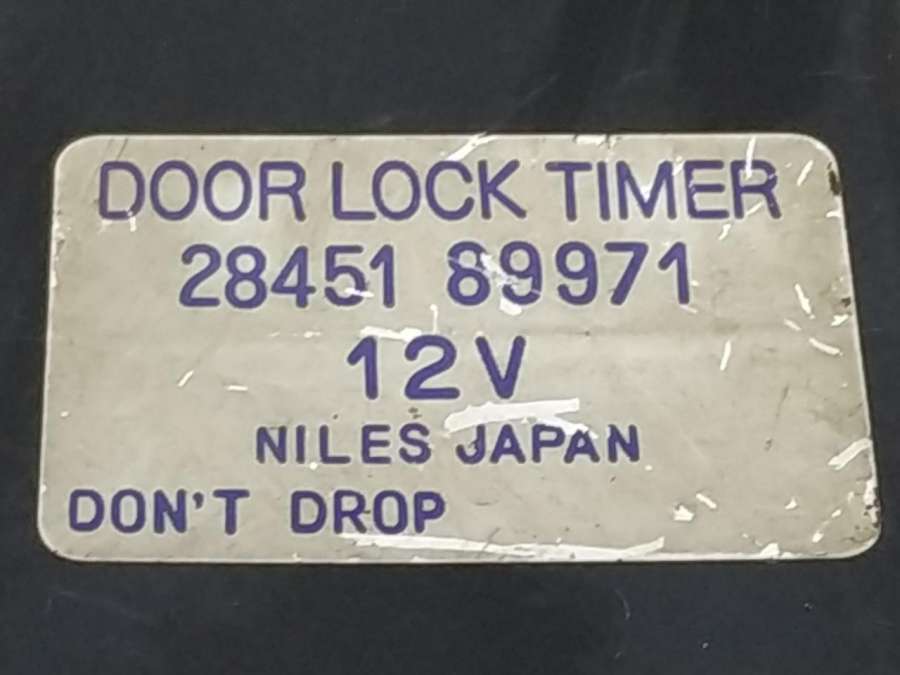 DOOR LOCK TIMER
28451 89971
12V
NILES JAPAN
DON'T DROP